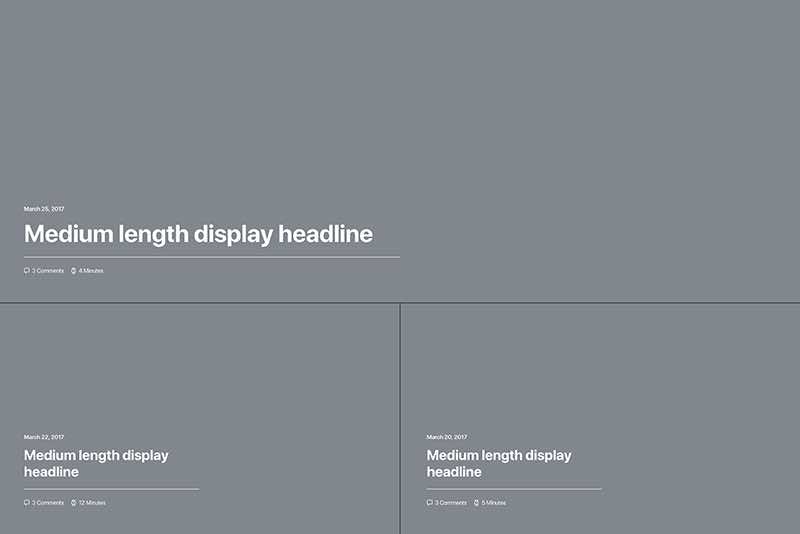 March 25, 2017
Medium length display headline
3 Comments 4 Minutes
March 22, 2017
Medium length display
headline
3 Comments 12 Minutes
March 20, 2017
Medium length display
headline
3 Comments 5 Minutes